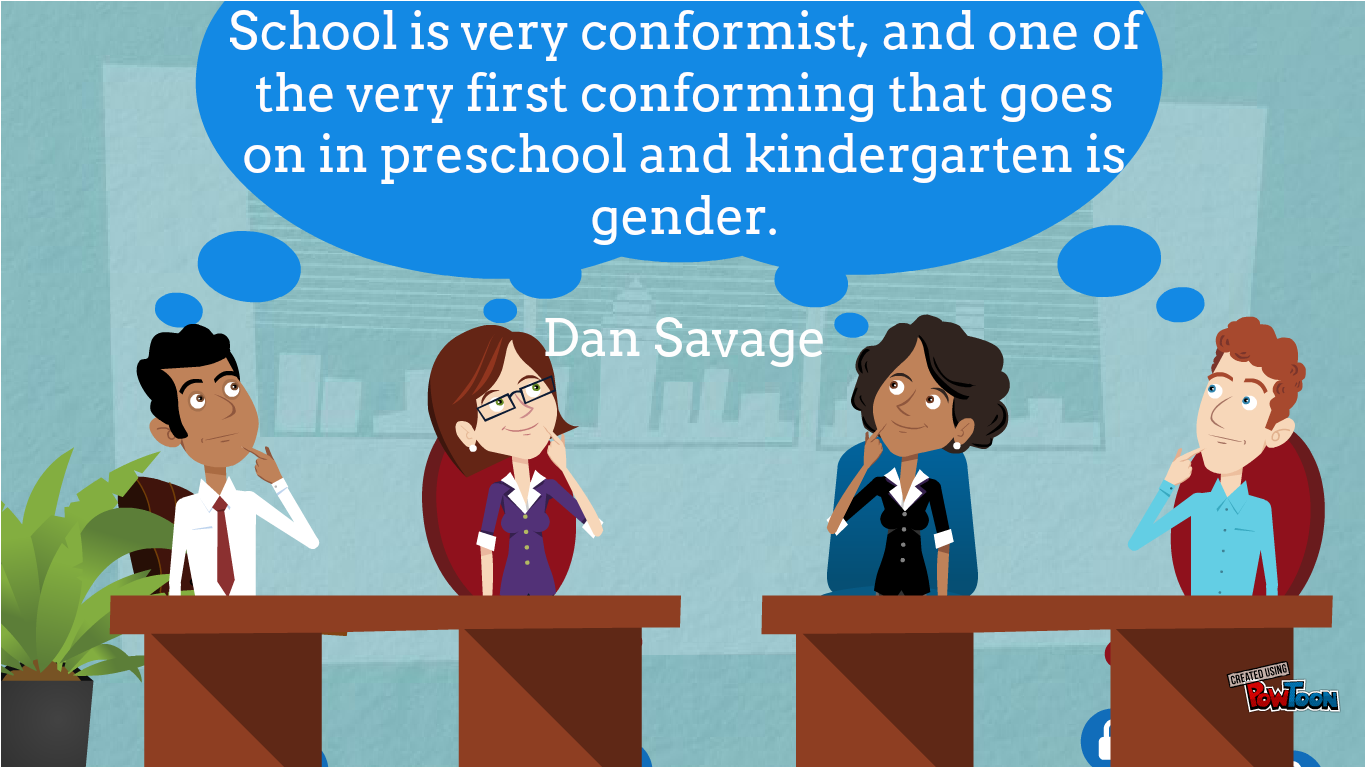 School is very conformist, and one of
the very first conforming that goes
on in preschool and kindergarten is
gender.
Dan Savage
CREATED USING
POWTOON